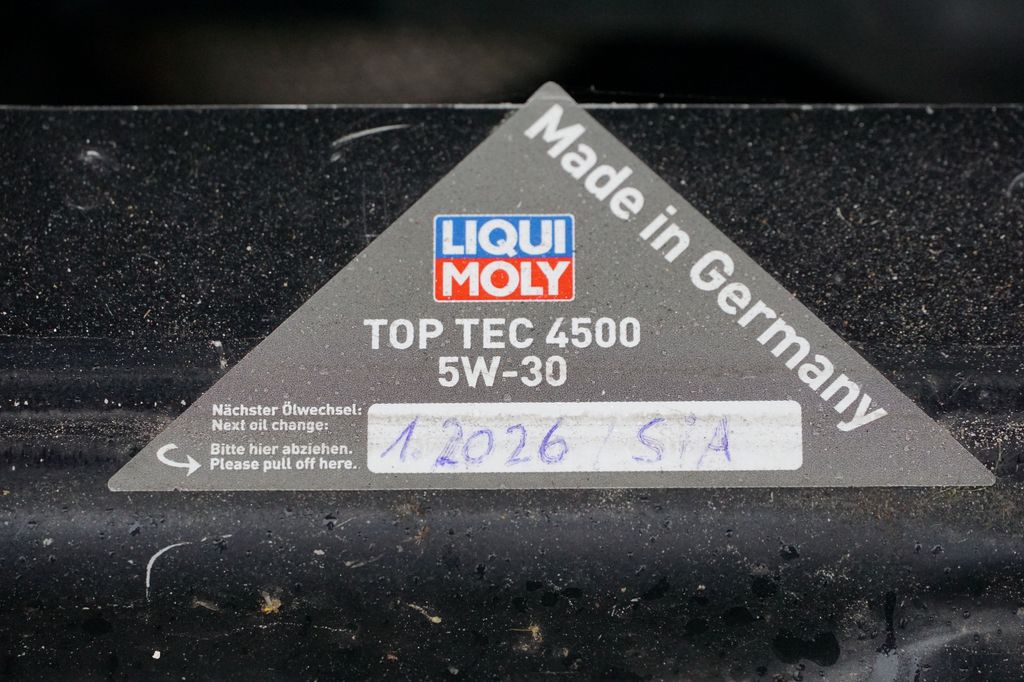 Made in Germany
LIQUI
MOLY
TOP TEC 4500
5W-30
Nächster Ölwechsel:
Next oil change:
Bitte hier abziehen.
Please pull off here.
1.2026 / SiA